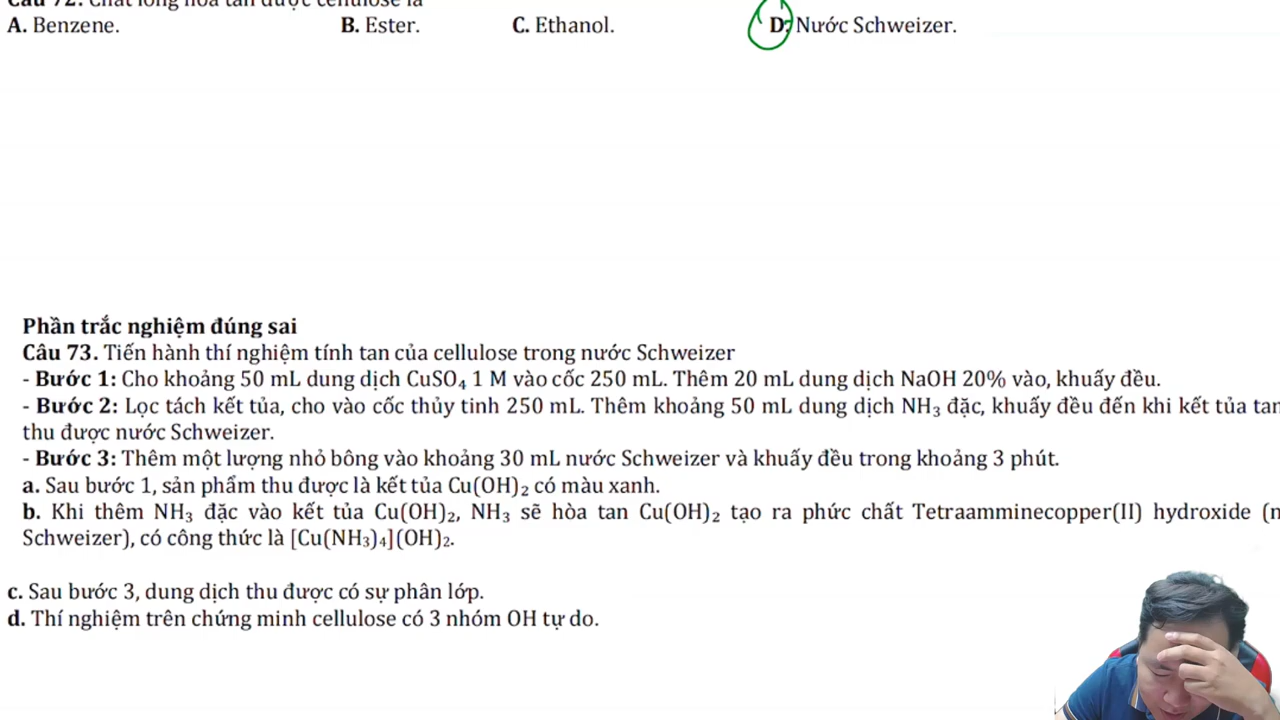 Câu 72. Chất lỏng hòa tan được cellulose là
A. Benzene. B. Ester. C. Ethanol. D. Nước Schweizer.
Phần trắc nghiệm đúng sai
Câu 73. Tiến hành thí nghiệm tính tan của cellulose trong nước Schweizer
- Bước 1: Cho khoảng 50 mL dung dịch CuSO₄ 1 M vào cốc 250 mL. Thêm 20 mL dung dịch NaOH 20% vào, khuấy đều.
- Bước 2: Lọc tách kết tủa, cho vào cốc thủy tinh 250 mL. Thêm khoảng 50 mL dung dịch NH₃ đặc, khuấy đều đến khi kết tủa tan
thu được nước Schweizer.
- Bước 3: Thêm một lượng nhỏ bông vào khoảng 30 mL nước Schweizer và khuấy đều trong khoảng 3 phút.
a. Sau bước 1, sản phẩm thu được là kết tủa Cu(OH)₂ có màu xanh.
b. Khi thêm NH₃ đặc vào kết tủa Cu(OH)₂, NH₃ sẽ hòa tan Cu(OH)₂ tạo ra phức chất Tetraamminecopper(II) hydroxide
Schweizer), có công thức là [Cu(NH₃)₄](OH)₂.
c. Sau bước 3, dung dịch thu được có sự phân lớp.
d. Thí nghiệm trên chứng minh cellulose có 3 nhóm OH tự do.